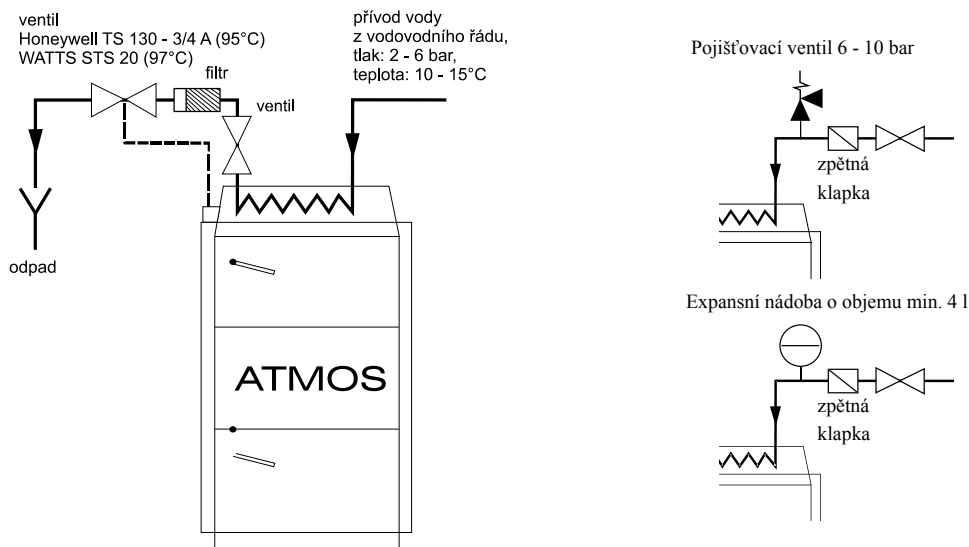 ventil
Honeywell TS 130 - 3/4 A (95°C)
WATTS STS 20 (97°C)
filtr
ventil
přívod vody
z vodovodního řádu,
tlak: 2 - 6 bar,
teplota: 10 - 15°C
odpad
ATMOS
Pojišťovací ventil 6 - 10 bar
zpětná
klapka
Expansní nádoba o objemu min. 4 l
zpětná
klapka